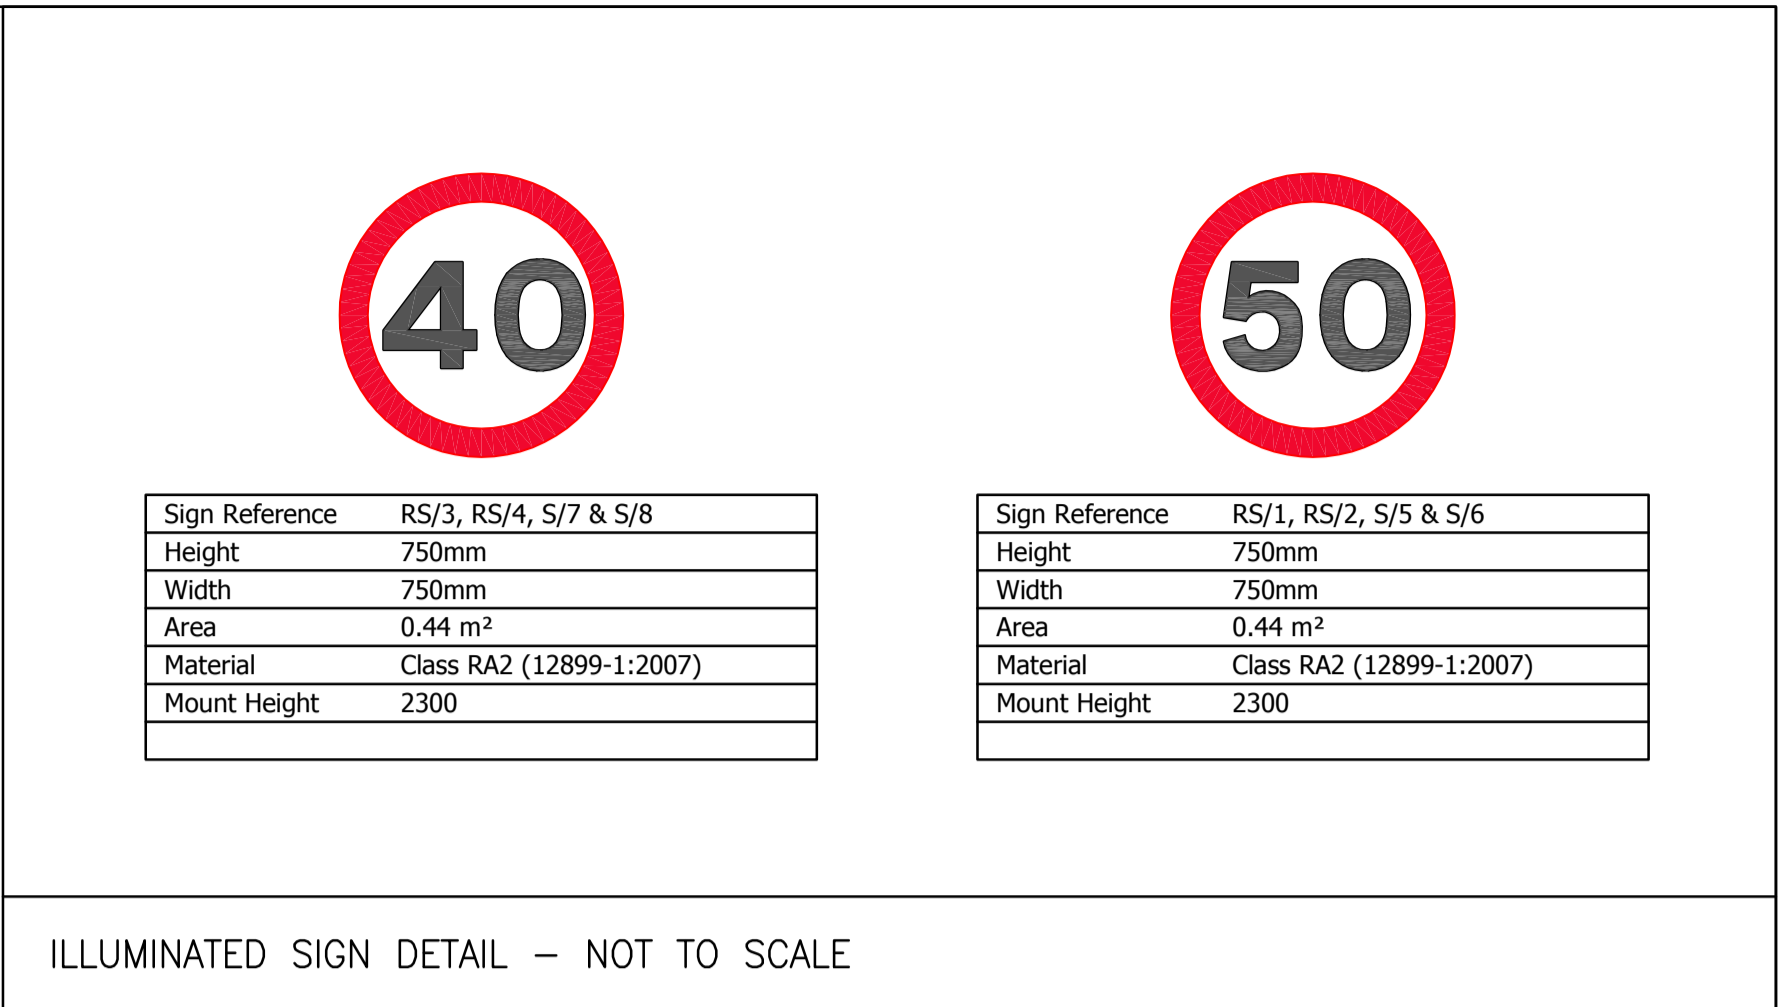 40
Sign Reference RS/3, RS/4, S/7 & S/8
Height 750mm
Width 750mm
Area 0.44 m²
Material Class RA2 (12899-1:2007)
Mount Height 2300
50
Sign Reference RS/1, RS/2, S/5 & S/6
Height 750mm
Width 750mm
Area 0.44 m²
Material Class RA2 (12899-1:2007)
Mount Height 2300
ILLUMINATED SIGN DETAIL – NOT TO SCALE